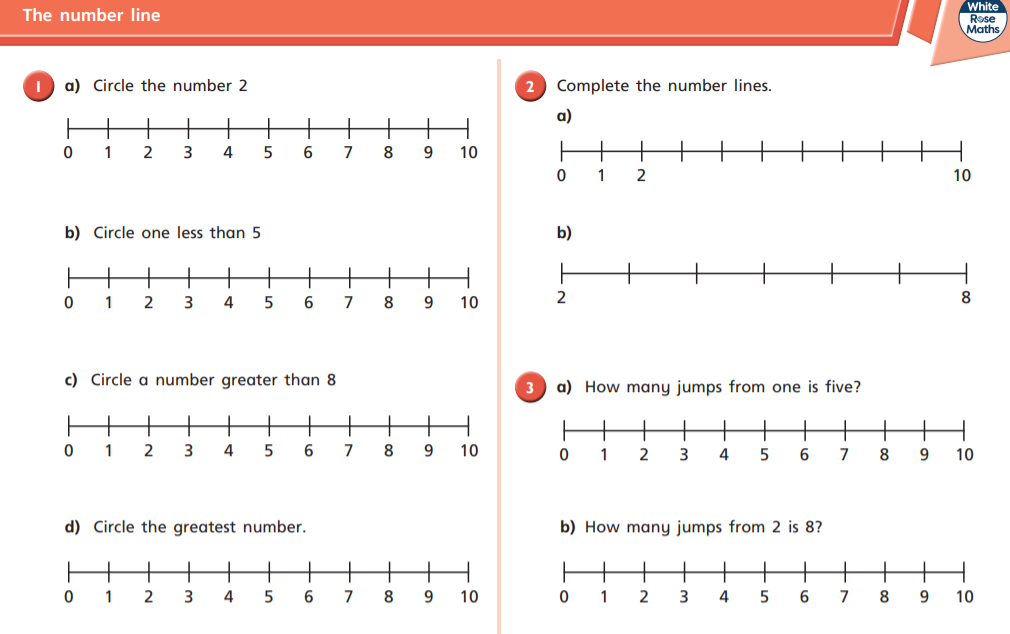 The number line
White
Rose
Maths
1 a) Circle the number 2
0 1 2 3 4 5 6 7 8 9 10
b) Circle one less than 5
0 1 2 3 4 5 6 7 8 9 10
c) Circle a number greater than 8
0 1 2 3 4 5 6 7 8 9 10
d) Circle the greatest number.
0 1 2 3 4 5 6 7 8 9 10
2 Complete the number lines.
a)
0 1 2 10
b)
2 8
3 a) How many jumps from one is five?
0 1 2 3 4 5 6 7 8 9 10
b) How many jumps from 2 is 8?
0 1 2 3 4 5 6 7 8 9 10